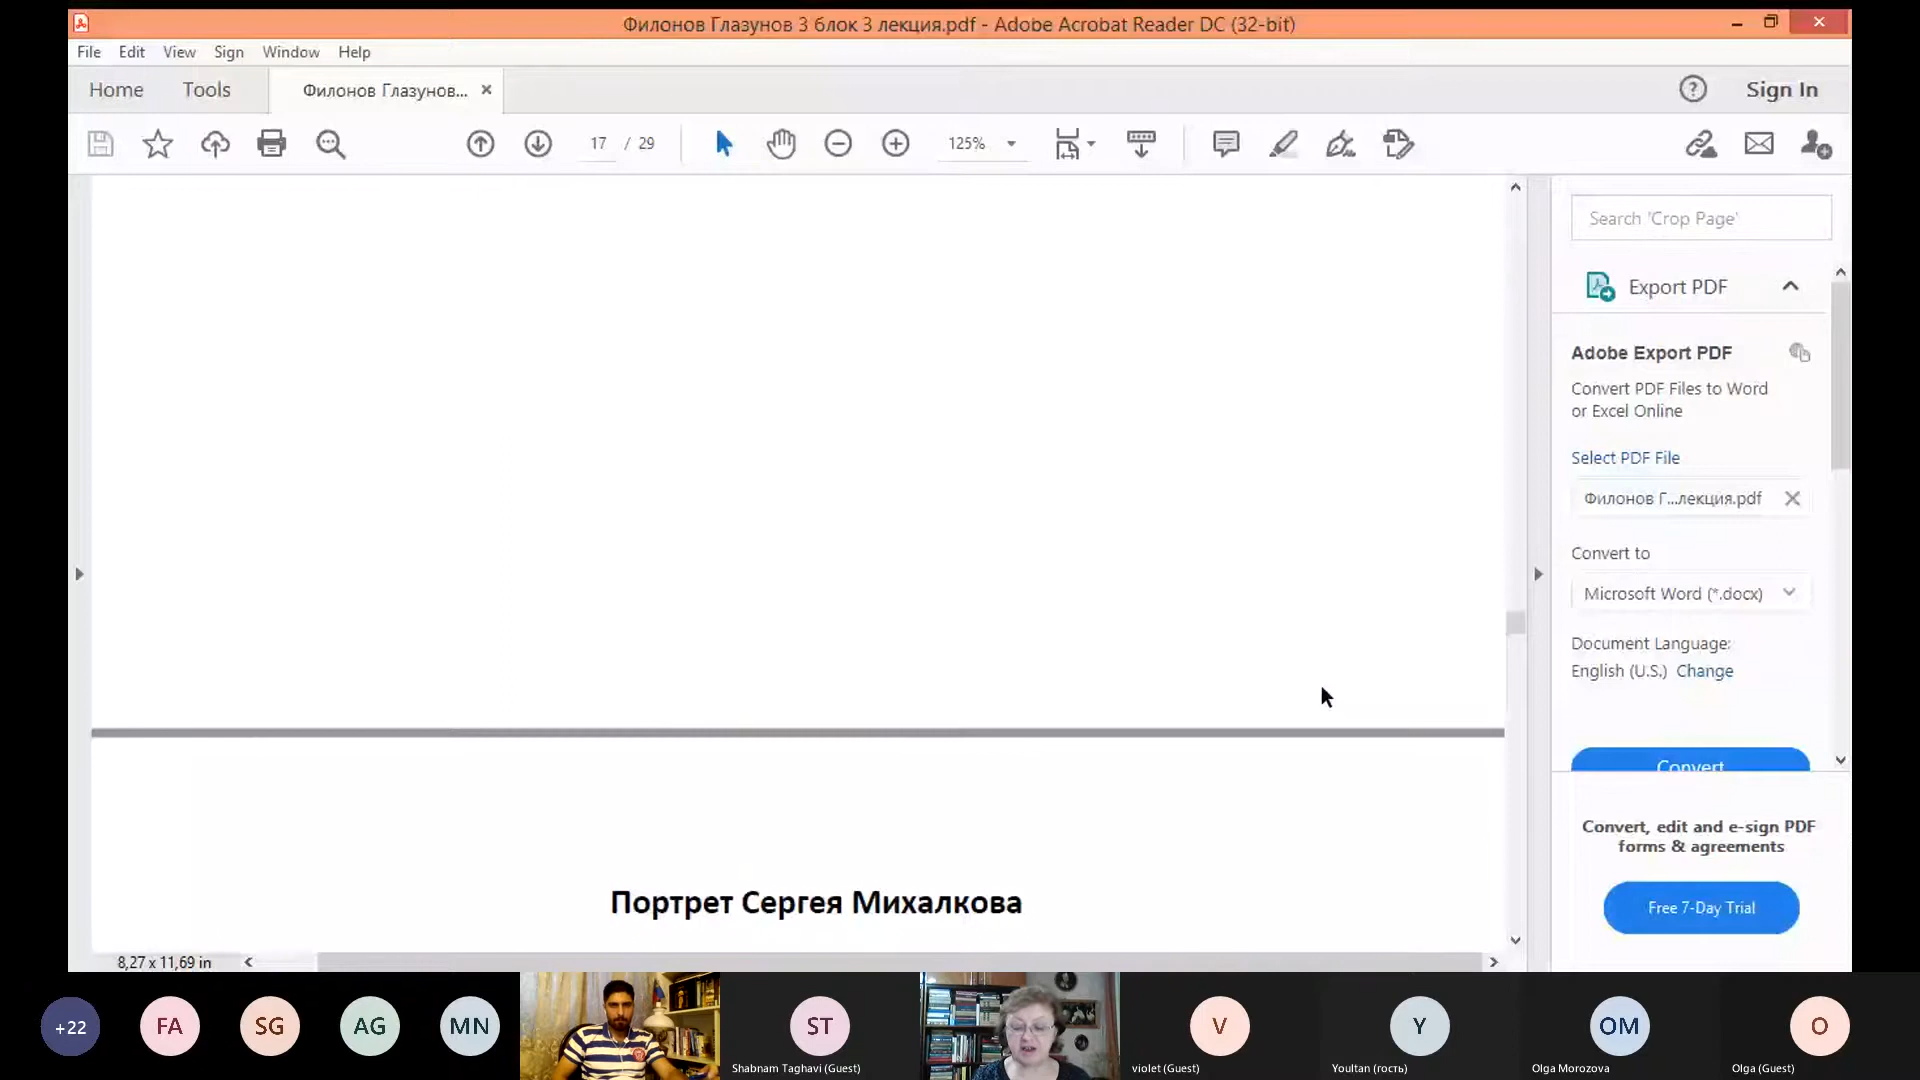 Филонов Глазунов 3 блок 3 лекция.pdf - Adobe Acrobat Reader DC (32-bit)
File Edit View Sign Window Help
Home Tools Филонов Глазунов... Sign In
17 / 29 125%
Search 'Crop Page'
Export PDF
Adobe Export PDF
Convert PDF Files to Word
or Excel Online
Select PDF File
Филонов Г...лекция.pdf
Convert to
Microsoft Word (*.docx)
Document Language:
English (U.S.) Change
Convert
Convert, edit and e-sign PDF
forms & agreements
Free 7-Day Trial
Портрет Сергея Михалкова
8,27 x 11,69 in
+22 FA SG AG MN ST V Y OM O
Shabnam Taghavi (Guest) violet (Guest) Youltan (гость) Olga Morozova Olga (Guest)